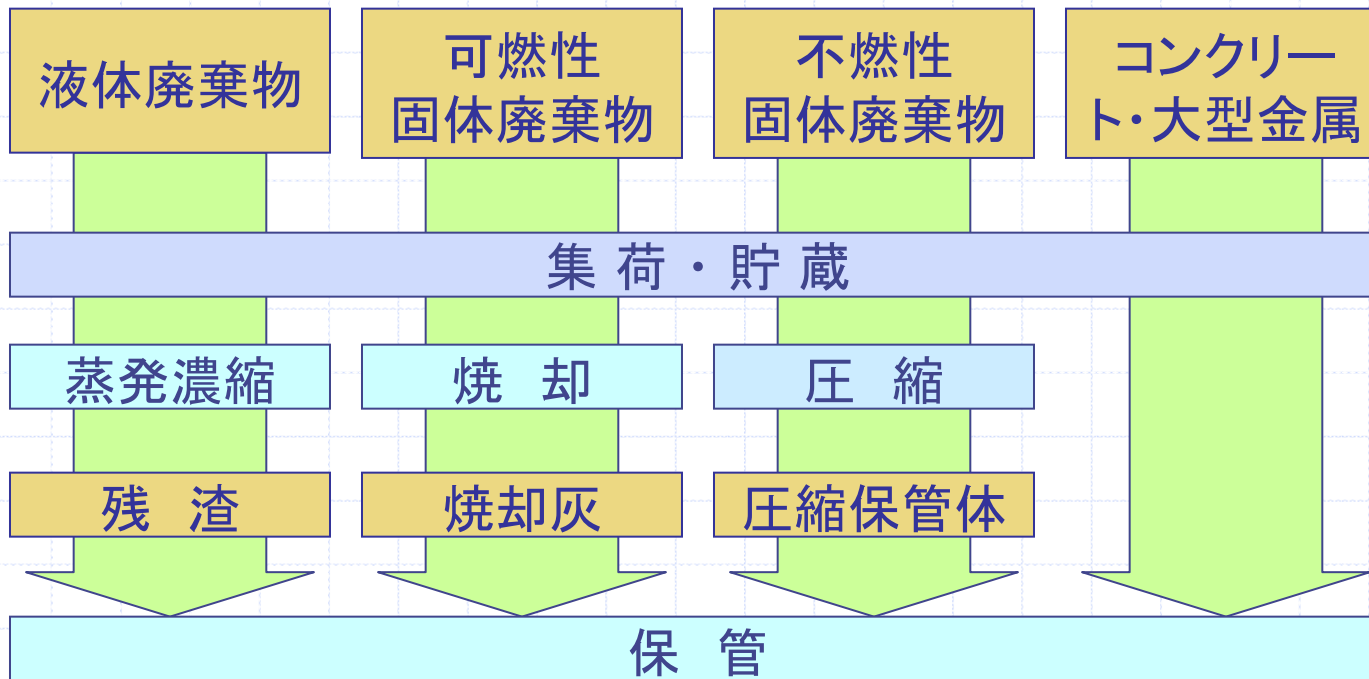 液体廃棄物
可燃性
固体廃棄物
不燃性
固体廃棄物
コンクリー
ト・大型金属
集 荷 ・ 貯 蔵
蒸発濃縮
焼 却
圧 縮
残 渣
焼却灰
圧縮保管体
保 管